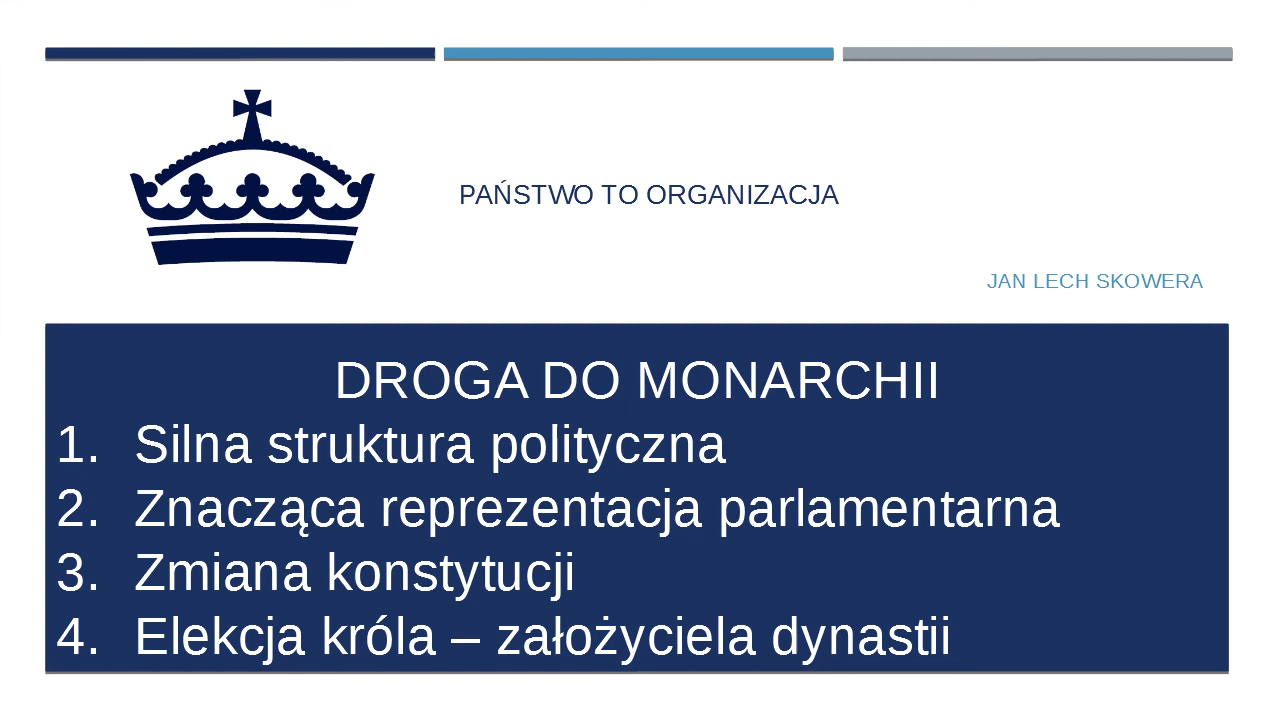 PAŃSTWO TO ORGANIZACJA
JAN LECH SKOWERA
DROGA DO MONARCHII
1. Silna struktura polityczna
2. Znacząca reprezentacja parlamentarna
3. Zmiana konstytucji
4. Elekcja króla – założyciela dynastii